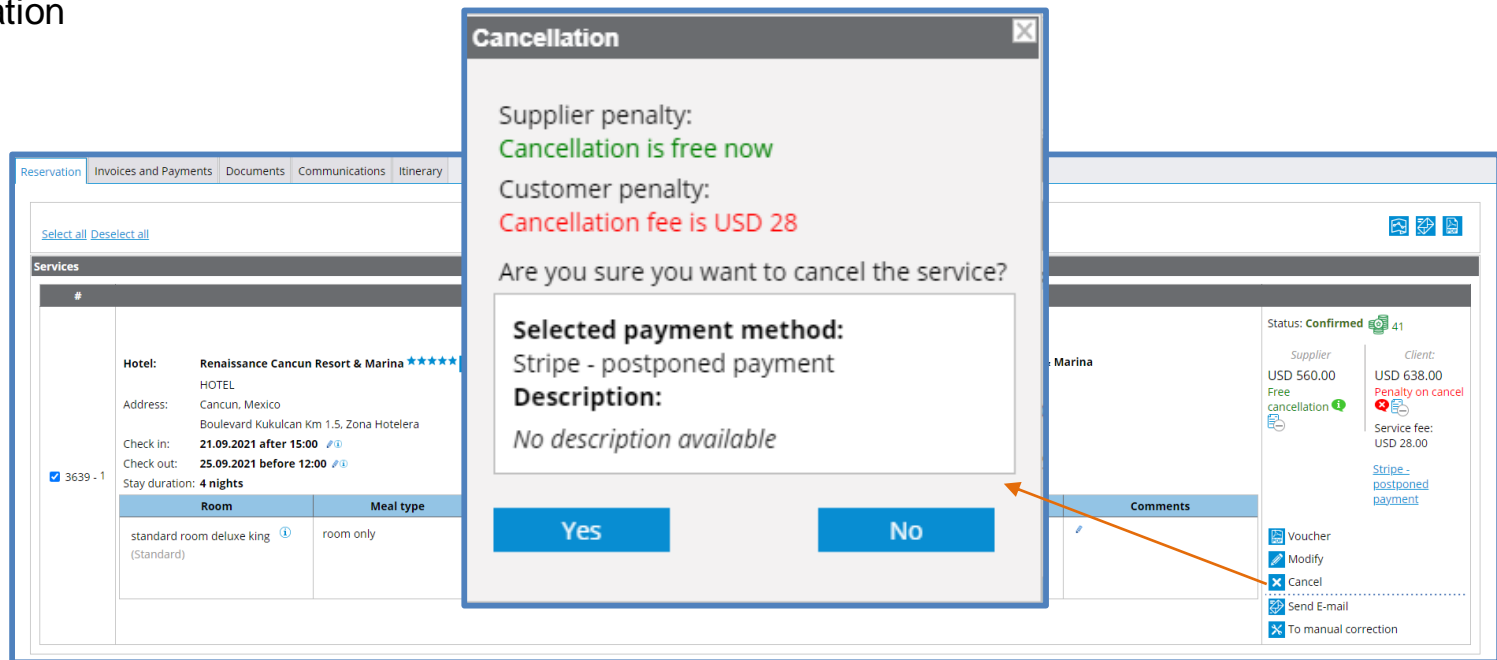 ation
Cancellation
Supplier penalty:
Cancellation is free now
Customer penalty:
Cancellation fee is USD 28
Are you sure you want to cancel the service?
Selected payment method:
Stripe - postponed payment
Description:
No description available
Yes No
Reservation Invoices and Payments Documents Communications Itinerary
Select all Deselect all
Services
#
3639 - 1
Hotel: Renaissance Cancun Resort & Marina
HOTEL
Address: Cancun, Mexico
Boulevard Kukulcan Km 1.5, Zona Hotelera
Check in: 21.09.2021 after 15:00
Check out: 25.09.2021 before 12:00
Stay duration: 4 nights
Room Meal type Comments
standard room deluxe king room only
(Standard)
Marina
Status: Confirmed 41
Supplier Client:
USD 560.00 USD 638.00
Free Penalty on cancel
cancellation
Service fee:
USD 28.00
Stripe -
postponed
payment
Voucher
Modify
Cancel
Send E-mail
To manual correction